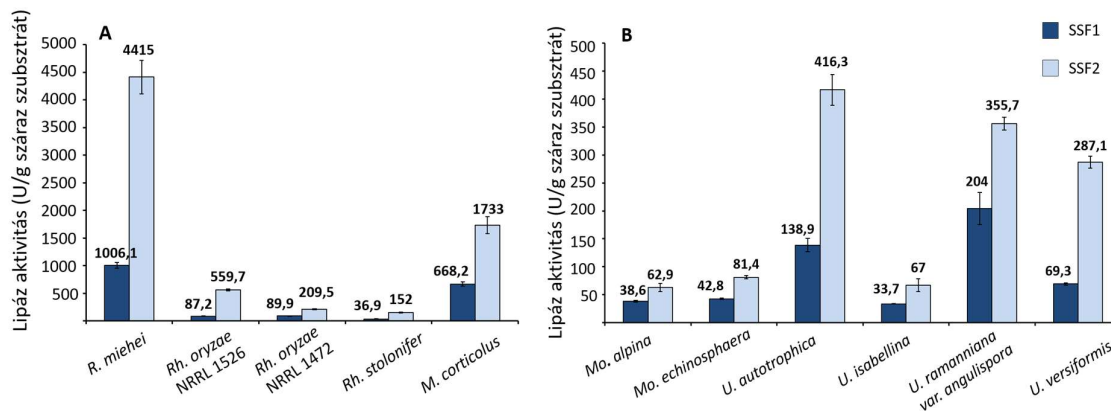 A
Lipáz aktivitás (U/g száraz szubsztrát)
5000
4500
4000
3500
3000
2500
2000
1500
1000
500
4415
1006,1
559,7
87,2
209,5
89,9
152
36,9
1733
668,2
R. miehei
Rh. oryzae
NRRL 1526
Rh. oryzae
NRRL 1472
Rh. stolonifer
M. corticolus
B
SSF1
SSF2
Lipáz aktivitás (U/g száraz szubsztrát)
500
450
400
350
300
250
200
150
100
50
0
38,6
62,9
42,8
81,4
138,9
416,3
33,7
67
204
355,7
69,3
287,1
Mo. alpina
Mo. echinosphaera
U. autotrophica
U. isabellina
U. ramanniana
var. angulispora
U. versiformis